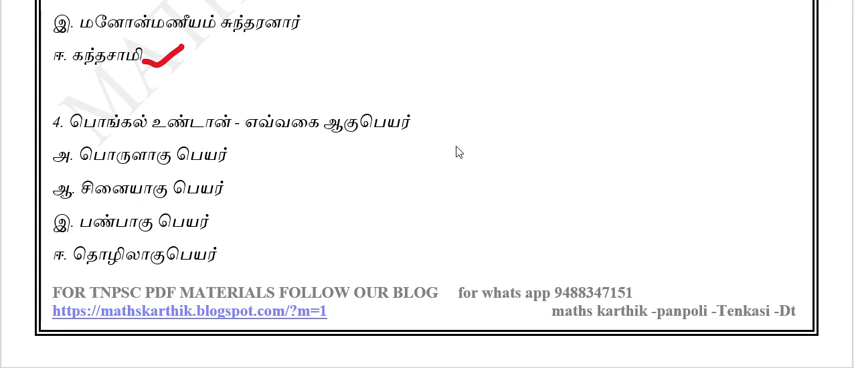 இ. மனோன்மணீயம் சுந்தரனார்
ஈ. கந்தசாமி
4. பொங்கல் உண்டான் - எவ்வகை ஆகுபெயர்
அ. பொருளாகு பெயர்
ஆ. சினையாகு பெயர்
இ. பண்பாகு பெயர்
ஈ. தொழிலாகுபெயர்
FOR TNPSC PDF MATERIALS FOLLOW OUR BLOG for whats app 9488347151
https://mathskarthik.blogspot.com/?m=1 maths karthik -panpoli -Tenkasi -Dt